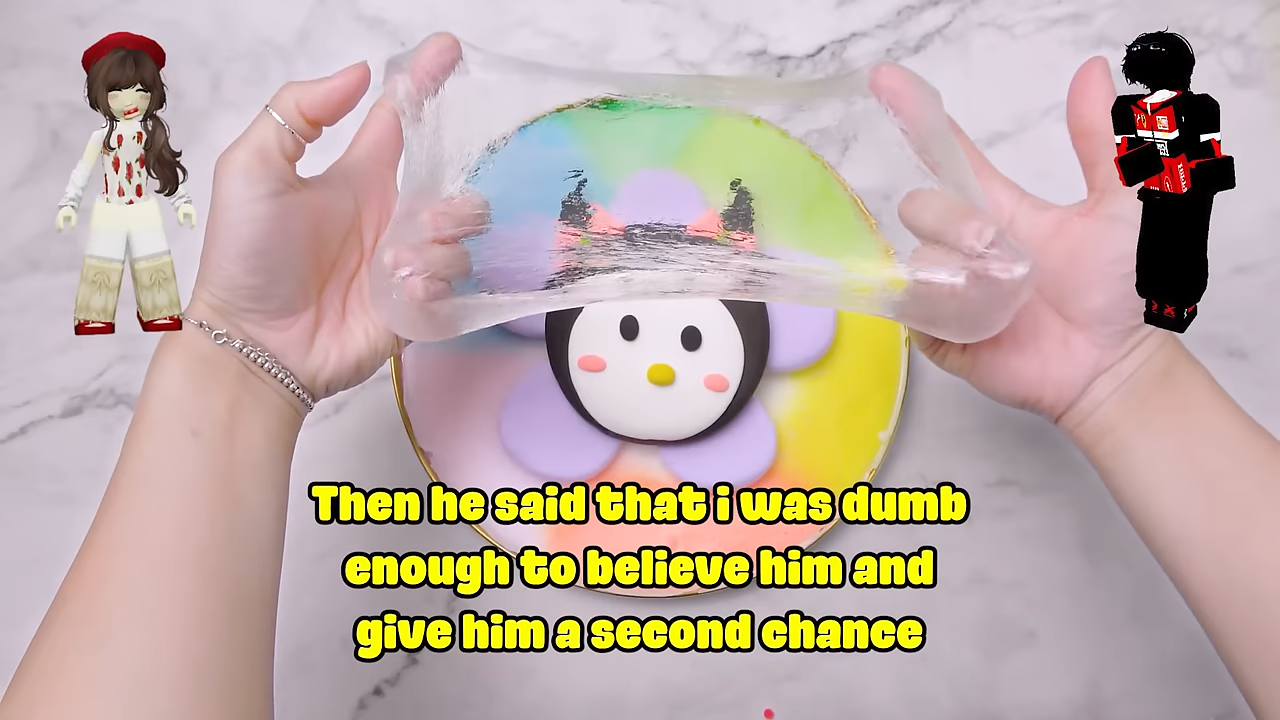 Then he said that i was dumb
enough to believe him and
give him a second chance